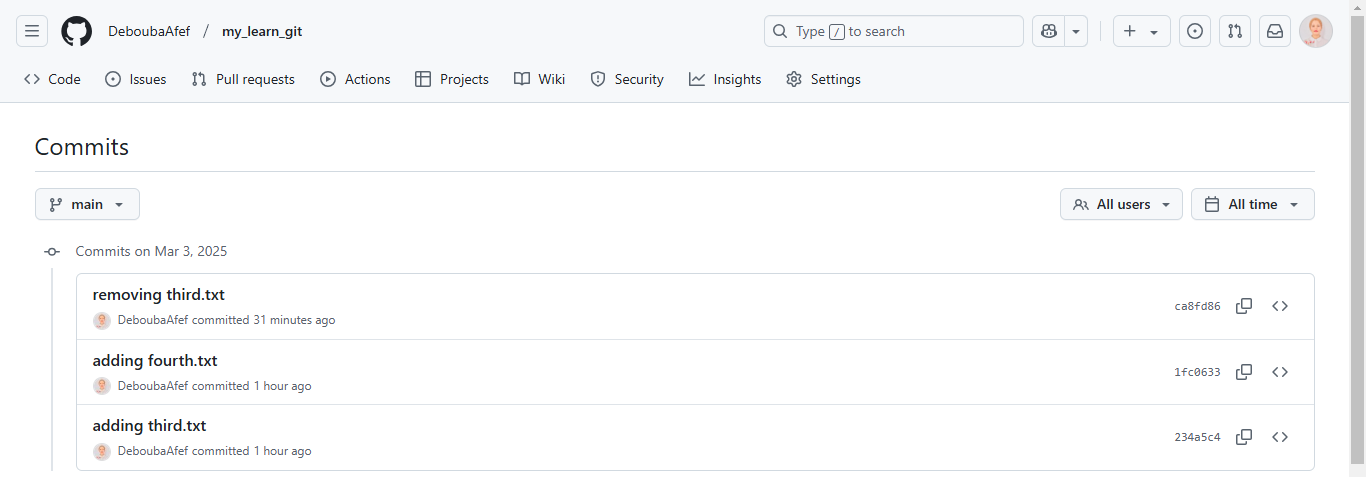 DeboubaAfef / my_learn_git
Type / to search
Code Issues Pull requests Actions Projects Wiki Security Insights Settings
Commits
main
All users
All time
Commits on Mar 3, 2025
removing third.txt
DeboubaAfef committed 31 minutes ago
ca8fd86
adding fourth.txt
DeboubaAfef committed 1 hour ago
1fc0633
adding third.txt
DeboubaAfef committed 1 hour ago
234a5c4